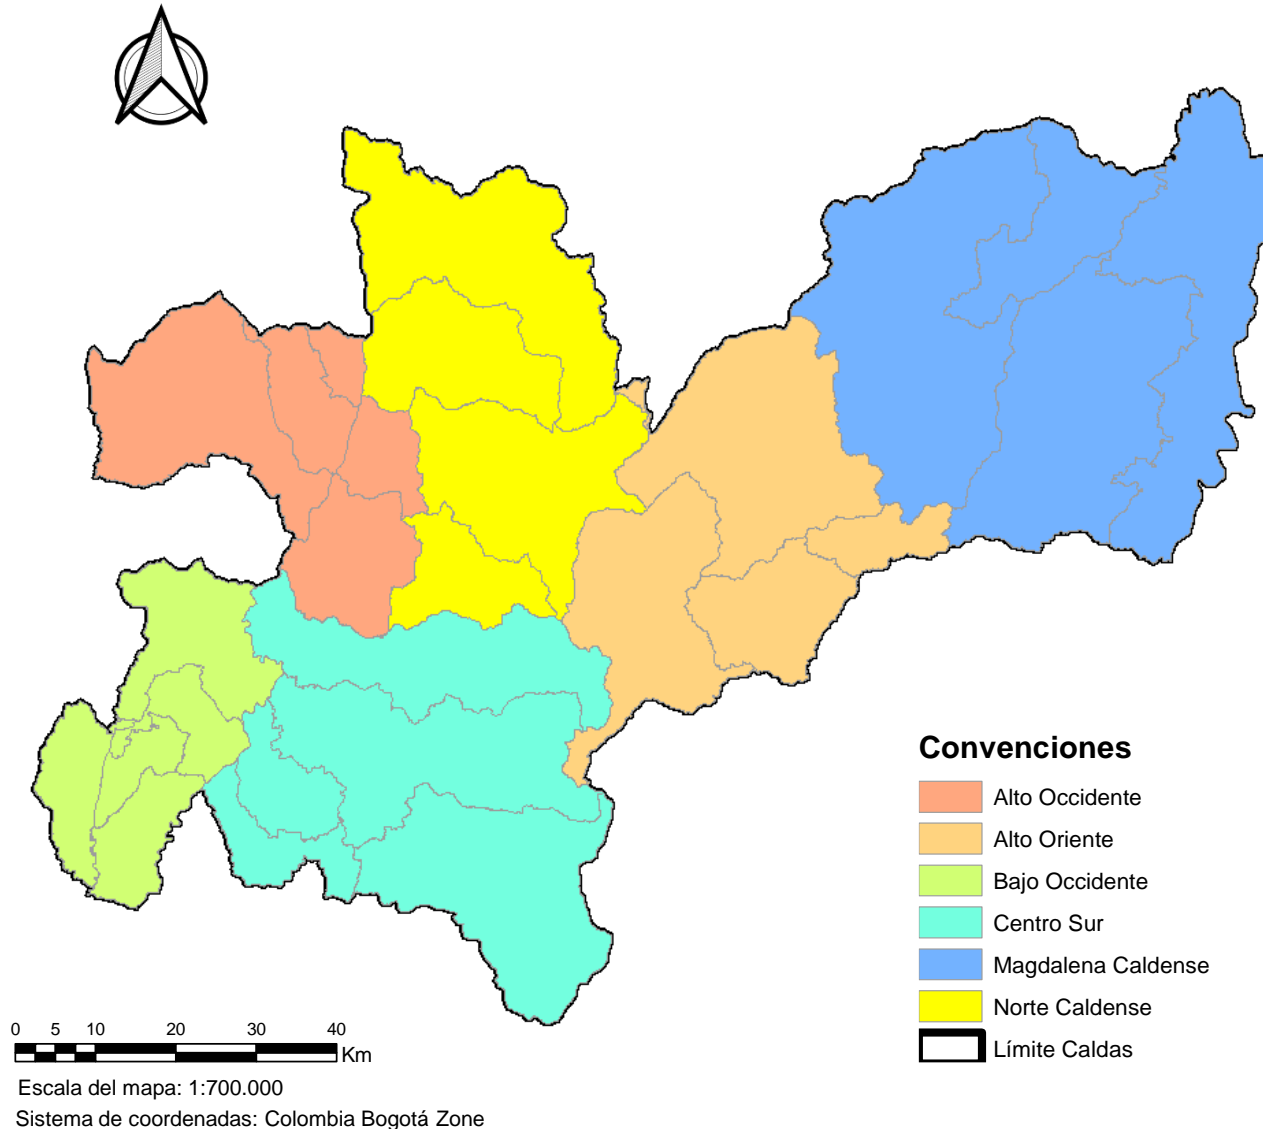 Convenciones
Alto Occidente
Alto Oriente
Bajo Occidente
Centro Sur
Magdalena Caldense
Norte Caldense
Límite Caldas
0 5 10 20 30 40
Km
Escala del mapa: 1:700.000
Sistema de coordenadas: Colombia Bogotá Zone